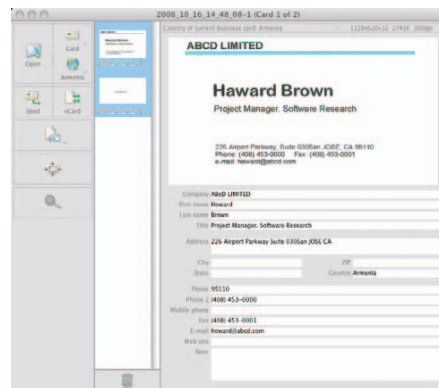 2008_10_16_14_48_08-1 (Card 1 of 2)
Country of current business card: Armenia
Open
Card
Armenia
Send
vCard
ABCD LIMITED
Haward Brown
Project Manager. Software Research
226 Airport Parkway, Suite 0305an JOSE, CA 95110
Phone: (408) 453-0000 Fax: (408) 453-0001
e-mail: haward@abcd.com
Company ABcD LIMITED
First name Howard
Last name Brown
Title Project Manager. Software Research
Address 226 Airport Parkway Suite 0305an JOSE CA
City
ZIP
State
Country Armenia
Phone 95110
Phone 2 (408) 453-0000
Mobile phone
Fax (408) 453-0001
E-mail howard@abcd.com
Web site
Note